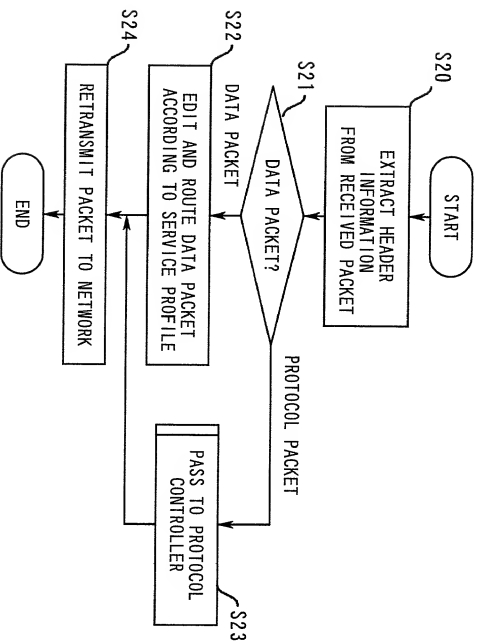 START
S20
EXTRACT HEADER
INFORMATION
FROM RECEIVED PACKET
S21
DATA PACKET?
PROTOCOL PACKET
DATA PACKET
S22
EDIT AND ROUTE DATA PACKET
ACCORDING TO SERVICE PROFILE
PASS TO PROTOCOL
CONTROLLER
S23
S24
RETRANSMIT PACKET TO NETWORK
END